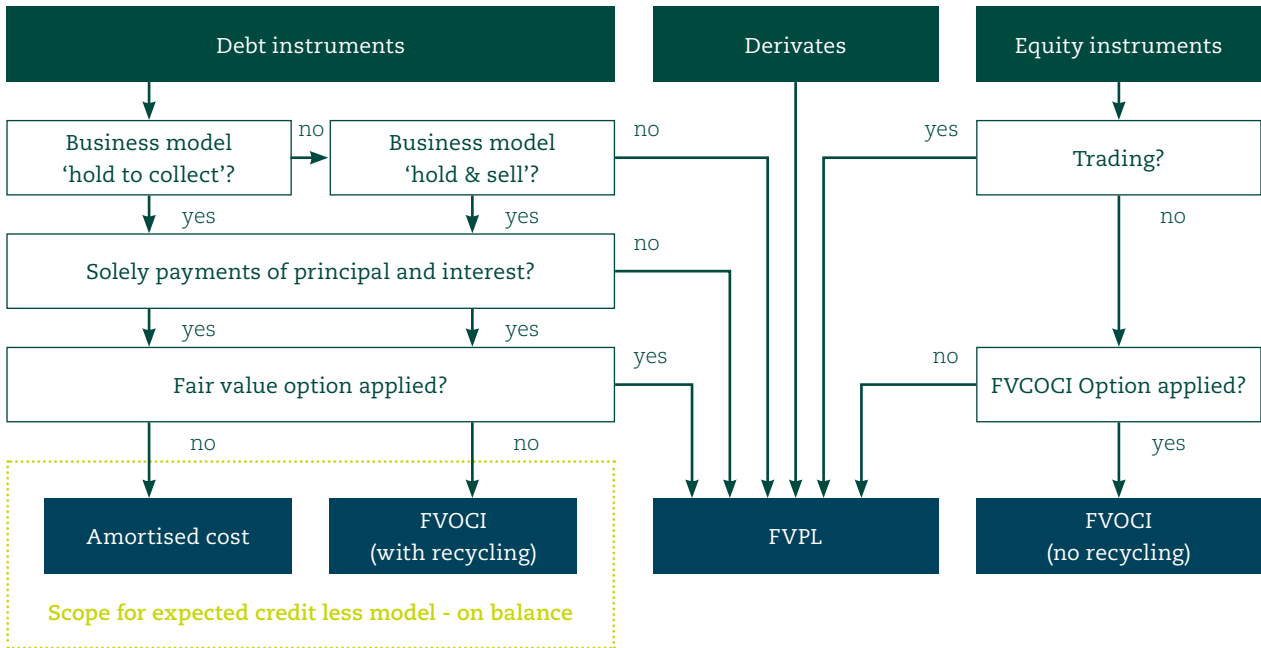 Debt instruments
Derivates
Equity instruments
Business model
‘hold to collect’?
no
Business model
‘hold & sell’?
no
yes
Trading?
yes
yes
no
Solely payments of principal and interest?
no
yes
yes
Fair value option applied?
yes
no
FVCOCI Option applied?
no
no
yes
Amortised cost
FVOCI
(with recycling)
FVPL
FVOCI
(no recycling)
Scope for expected credit less model - on balance